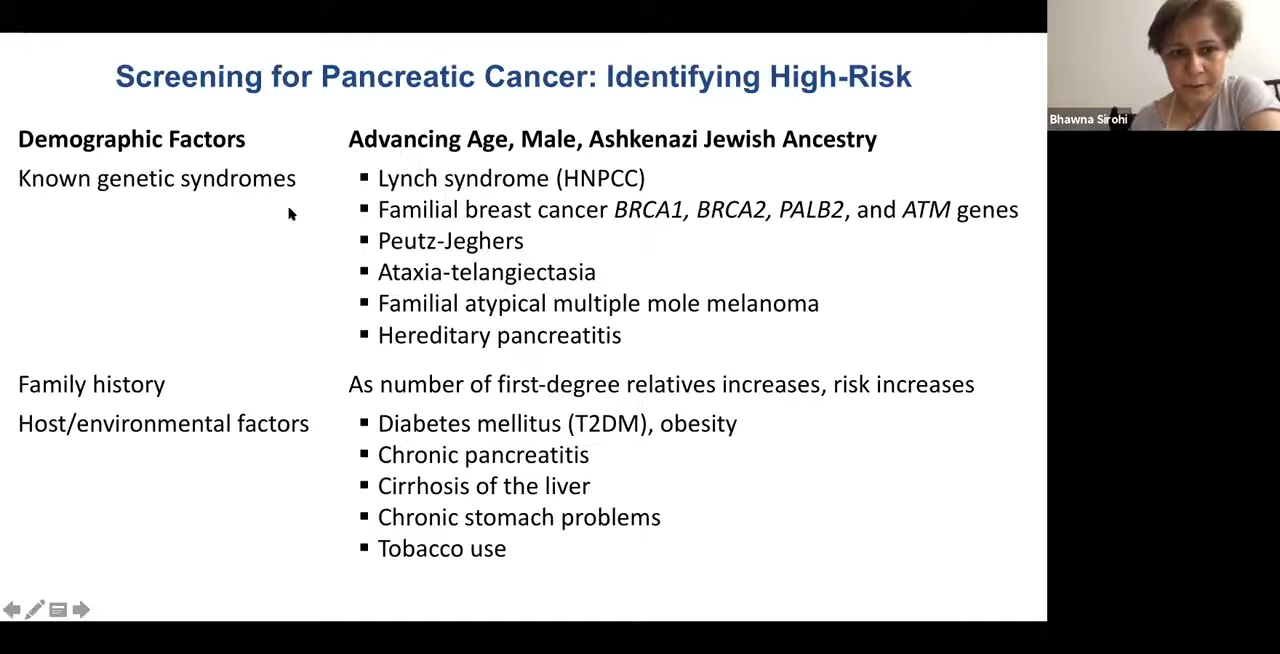 Screening for Pancreatic Cancer: Identifying High-Risk
Bhawna Sirohi
Demographic Factors Advancing Age, Male, Ashkenazi Jewish Ancestry
Known genetic syndromes ▪ Lynch syndrome (HNPCC)
▪ Familial breast cancer BRCA1, BRCA2, PALB2, and ATM genes
▪ Peutz-Jeghers
▪ Ataxia-telangiectasia
▪ Familial atypical multiple mole melanoma
▪ Hereditary pancreatitis
Family history As number of first-degree relatives increases, risk increases
Host/environmental factors ▪ Diabetes mellitus (T2DM), obesity
▪ Chronic pancreatitis
▪ Cirrhosis of the liver
▪ Chronic stomach problems
▪ Tobacco use